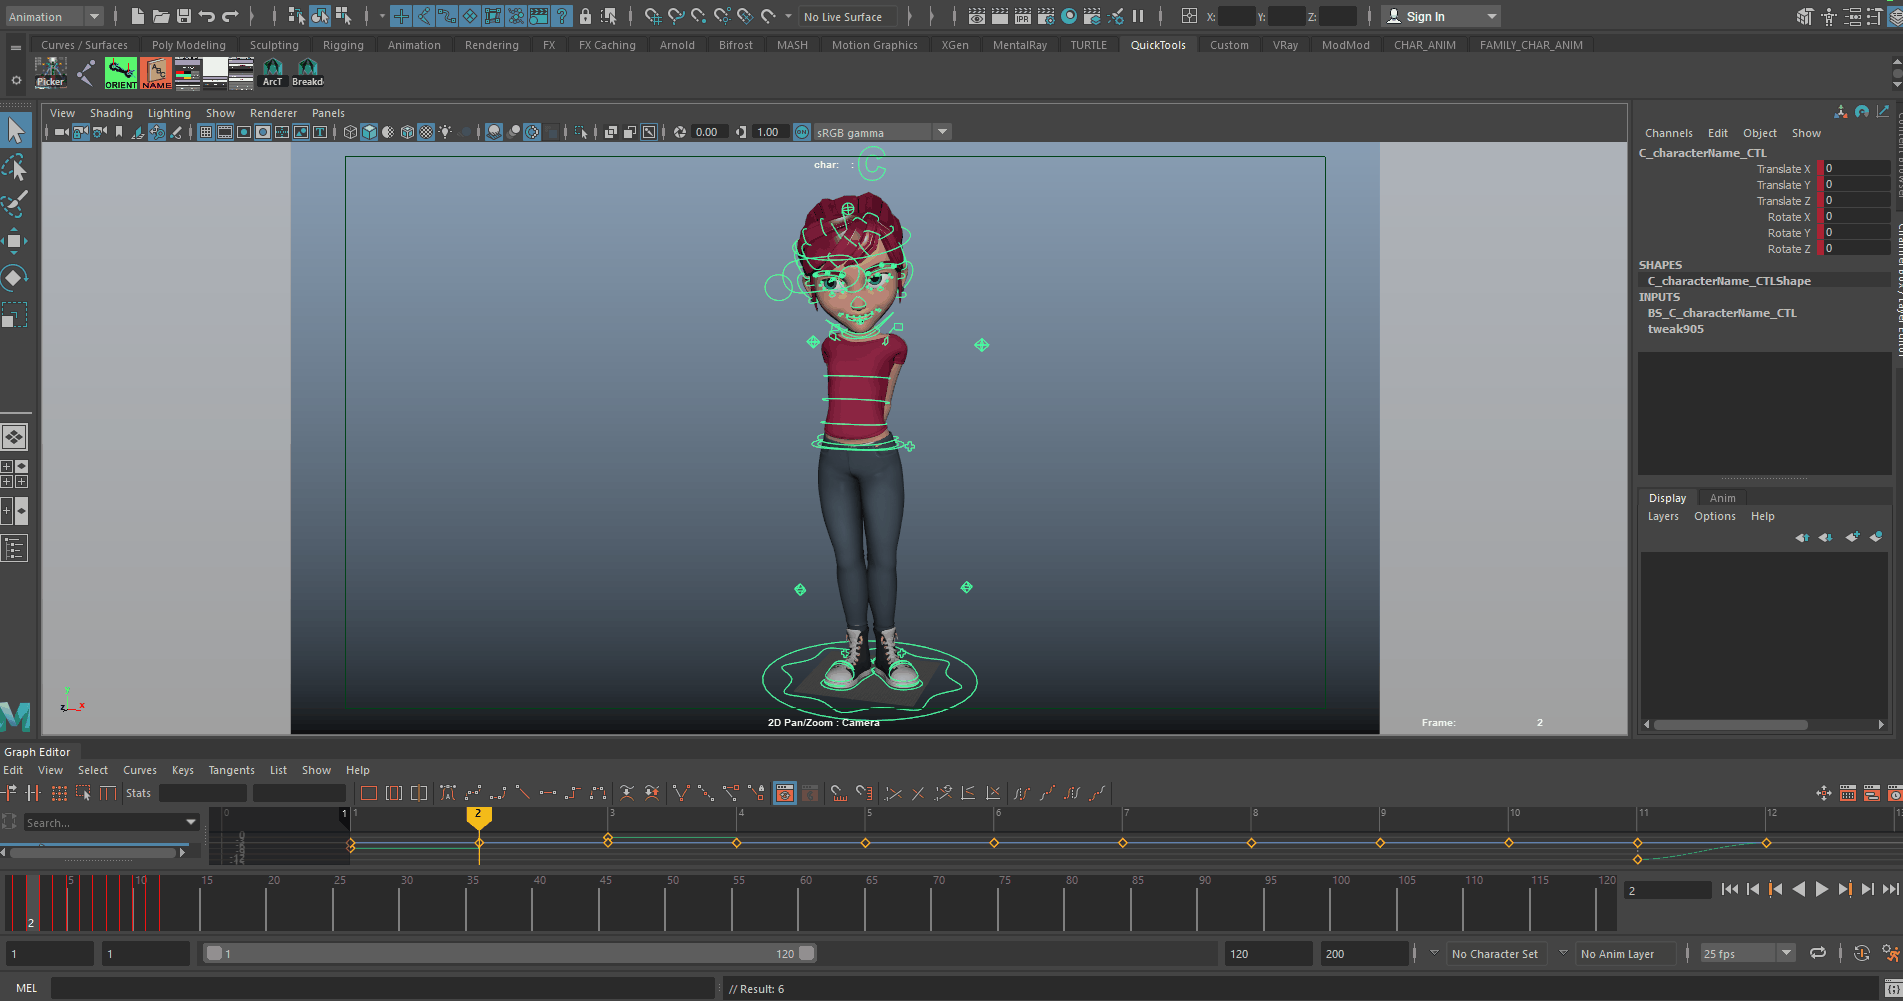 Animation
No Live Surface
X:
Y:
Z:
Sign In
Curves / Surfaces Poly Modeling Sculpting Rigging Animation Rendering FX FX Caching Arnold Bifrost MASH Motion Graphics XGen MentalRay TURTLE QuickTools Custom VRay ModMod CHAR_ANIM FAMILY_CHAR_ANIM
Picker ORIENT NAME ArcT Breakd
View Shading Lighting Show Renderer Panels
0.00 1.00 sRGB gamma
char: : C
2D Pan/Zoom : Camera
Frame: 2
y
z x
Channels Edit Object Show
C_characterName_CTL
Translate X 0
Translate Y 0
Translate Z 0
Rotate X 0
Rotate Y 0
Rotate Z 0
SHAPES
C_characterName_CTLShape
INPUTS
BS_C_characterName_CTL
tweak905
Display Anim
Layers Options Help
Graph Editor
Edit View Select Curves Keys Tangents List Show Help
Stats
Search...
0 1 1 2 3 4 5 6 7 8 9 10 11 12
5 10 15 20 25 30 35 40 45 50 55 60 65 70 75 80 85 90 95 100 105 110 115 120
2
2
1 1 1 120 120 200 No Character Set No Anim Layer 25 fps
MEL // Result: 6